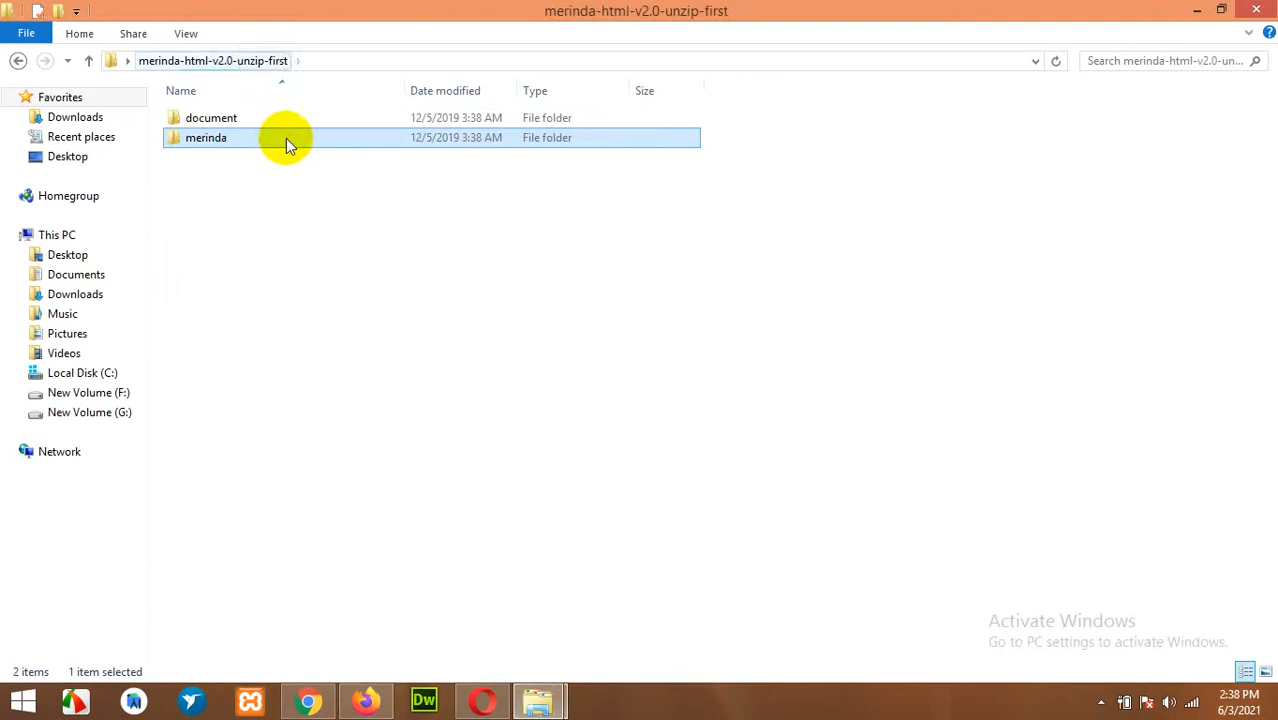 merinda-html-v2.0-unzip-first
File Home Share View
merinda-html-v2.0-unzip-first
Search merinda-html-v2.0-un...
Name Date modified Type Size
Favorites
Downloads
Recent places
Desktop
Homegroup
This PC
Desktop
Documents
Downloads
Music
Pictures
Videos
Local Disk (C:)
New Volume (F:)
New Volume (G:)
Network
document 12/5/2019 3:38 AM File folder
merinda 12/5/2019 3:38 AM File folder
Activate Windows
Go to PC settings to activate Windows.
2 items 1 item selected
Dw
2:38 PM
6/3/2021